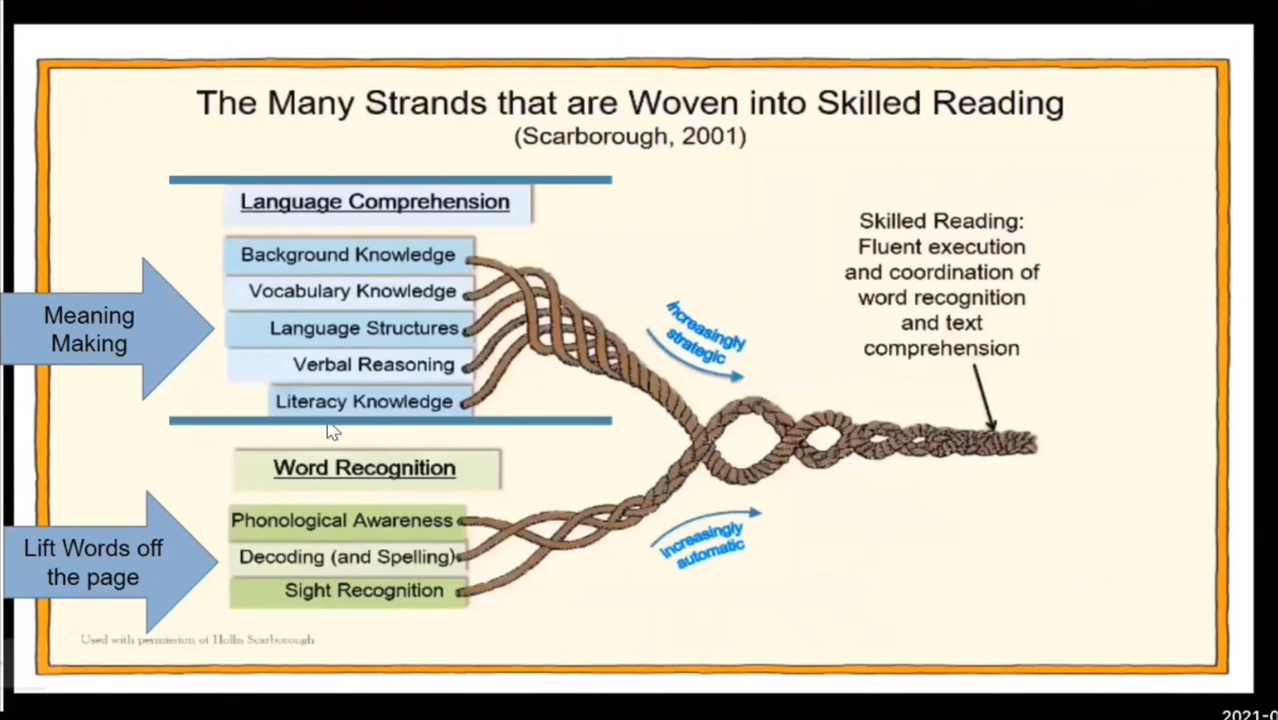 The Many Strands that are Woven into Skilled Reading
(Scarborough, 2001)
Language Comprehension
Background Knowledge
Vocabulary Knowledge
Language Structures
Verbal Reasoning
Literacy Knowledge
Meaning
Making
Word Recognition
Phonological Awareness
Decoding (and Spelling)
Sight Recognition
Lift Words off
the page
increasingly
strategic
increasingly
automatic
Skilled Reading:
Fluent execution
and coordination of
word recognition
and text
comprehension
Used with permission of Hollis Scarborough